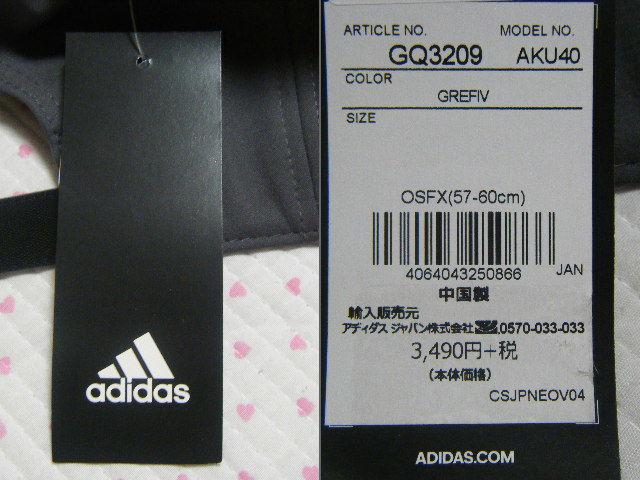 adidas
ARTICLE NO. MODEL NO.
GQ3209 AKU40
COLOR
GREFIV
SIZE
OSFX(57-60cm)
4064043250866 JAN
中国製
輸入販売元
アディダス ジャパン株式会社 0570-033-033
3,490円+税
(本体価格)
CSJPNEOV04
ADIDAS.COM